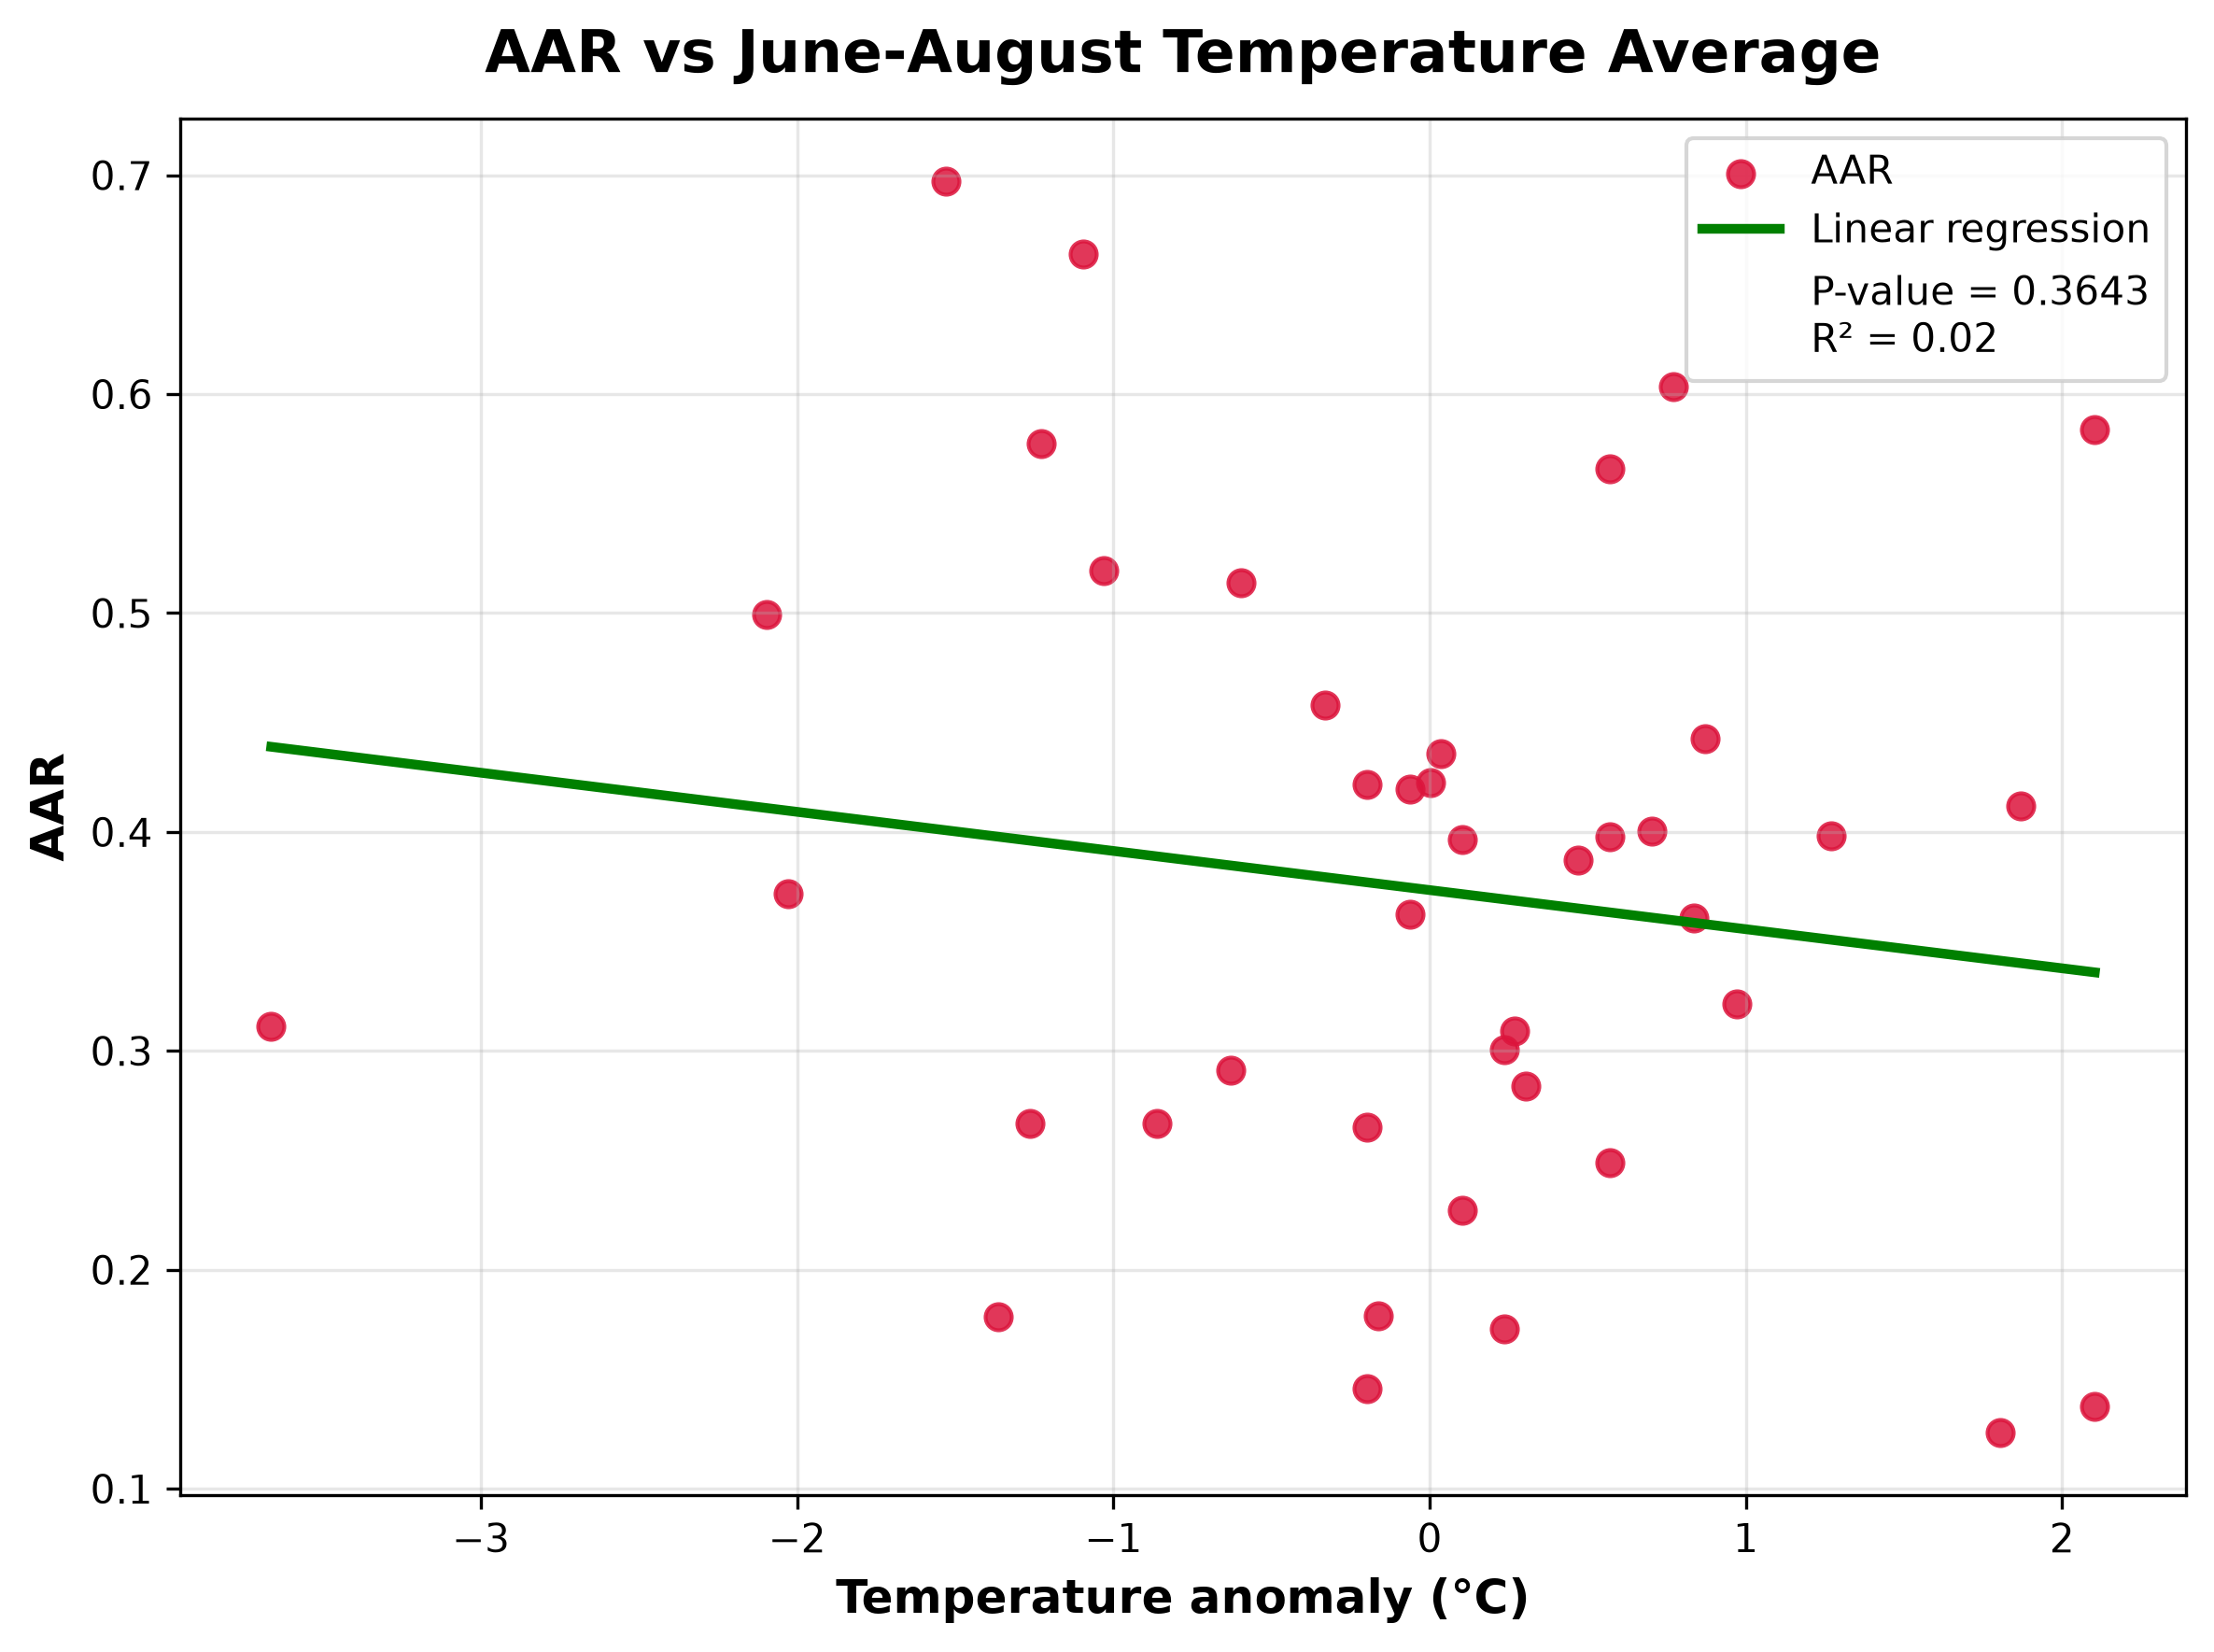 AAR vs June-August Temperature Average
AAR
Linear regression
P-value = 0.3643
R² = 0.02
AAR
0.7
0.6
0.5
0.4
0.3
0.2
0.1
−3
−2
−1
0
1
2
Temperature anomaly (°C)